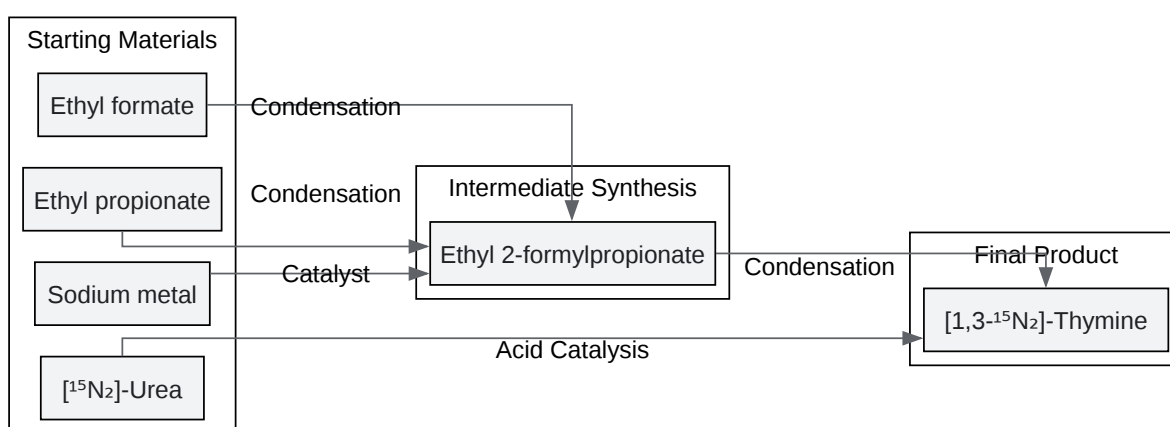 Starting Materials
Ethyl formate
Condensation
Ethyl propionate
Condensation
Intermediate Synthesis
Ethyl 2-formylpropionate
Sodium metal
Catalyst
Condensation
Final Product
[1,3-¹⁵N₂]-Thymine
Acid Catalysis
[¹⁵N₂]-Urea